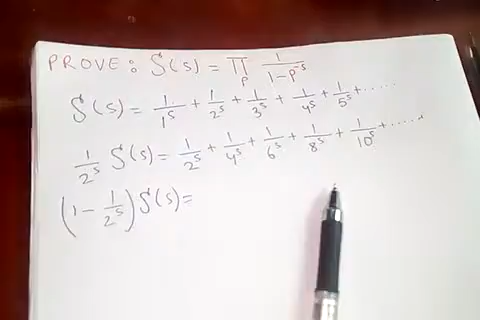 PROVE: ζ(s) = ∏_p 1/(1-p^-s)
ζ(s) = 1/1^s + 1/2^s + 1/3^s + 1/4^s + 1/5^s + .....
1/2^s ζ(s) = 1/2^s + 1/4^s + 1/6^s + 1/8^s + 1/10^s + .....
(1 - 1/2^s) ζ(s) =